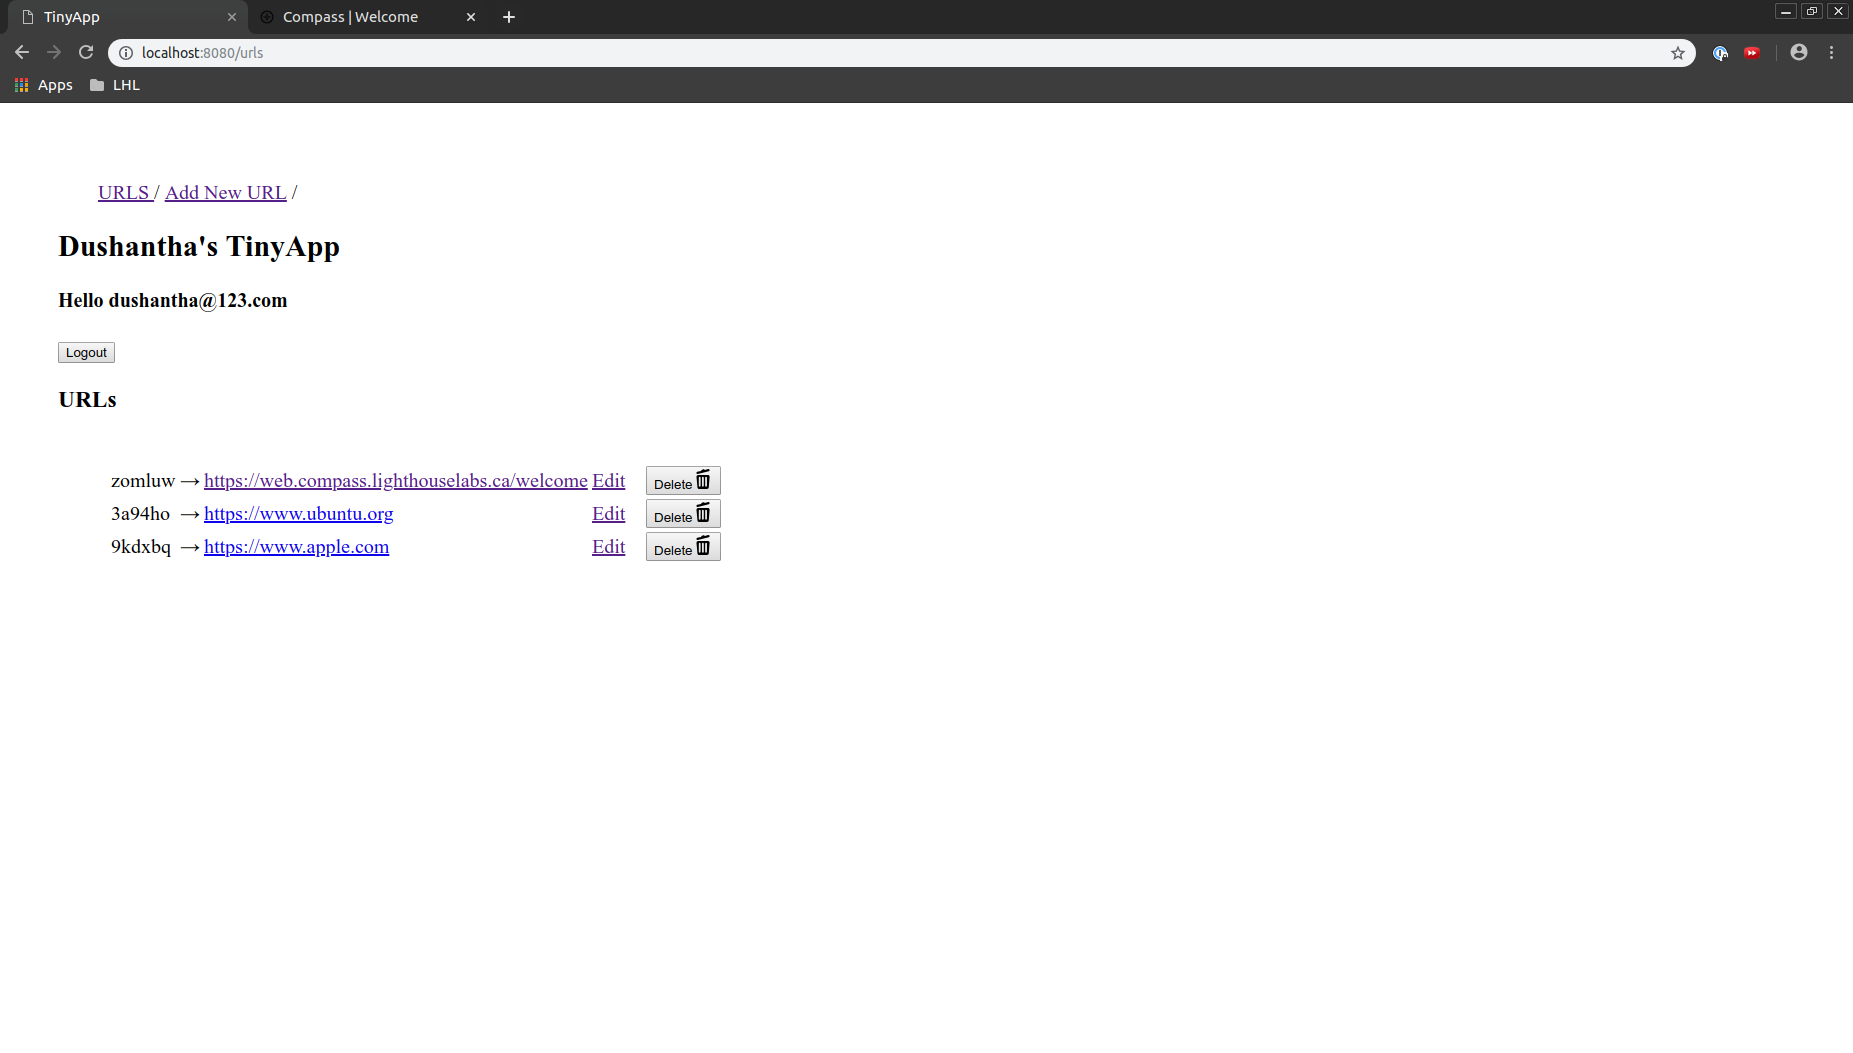 TinyApp
Compass | Welcome
localhost:8080/urls
Apps
LHL
URLS / Add New URL /
Dushantha's TinyApp
Hello dushantha@123.com
Logout
URLs
zomluw → https://web.compass.lighthouselabs.ca/welcome Edit Delete
3a94ho → https://www.ubuntu.org Edit Delete
9kdxbq → https://www.apple.com Edit Delete